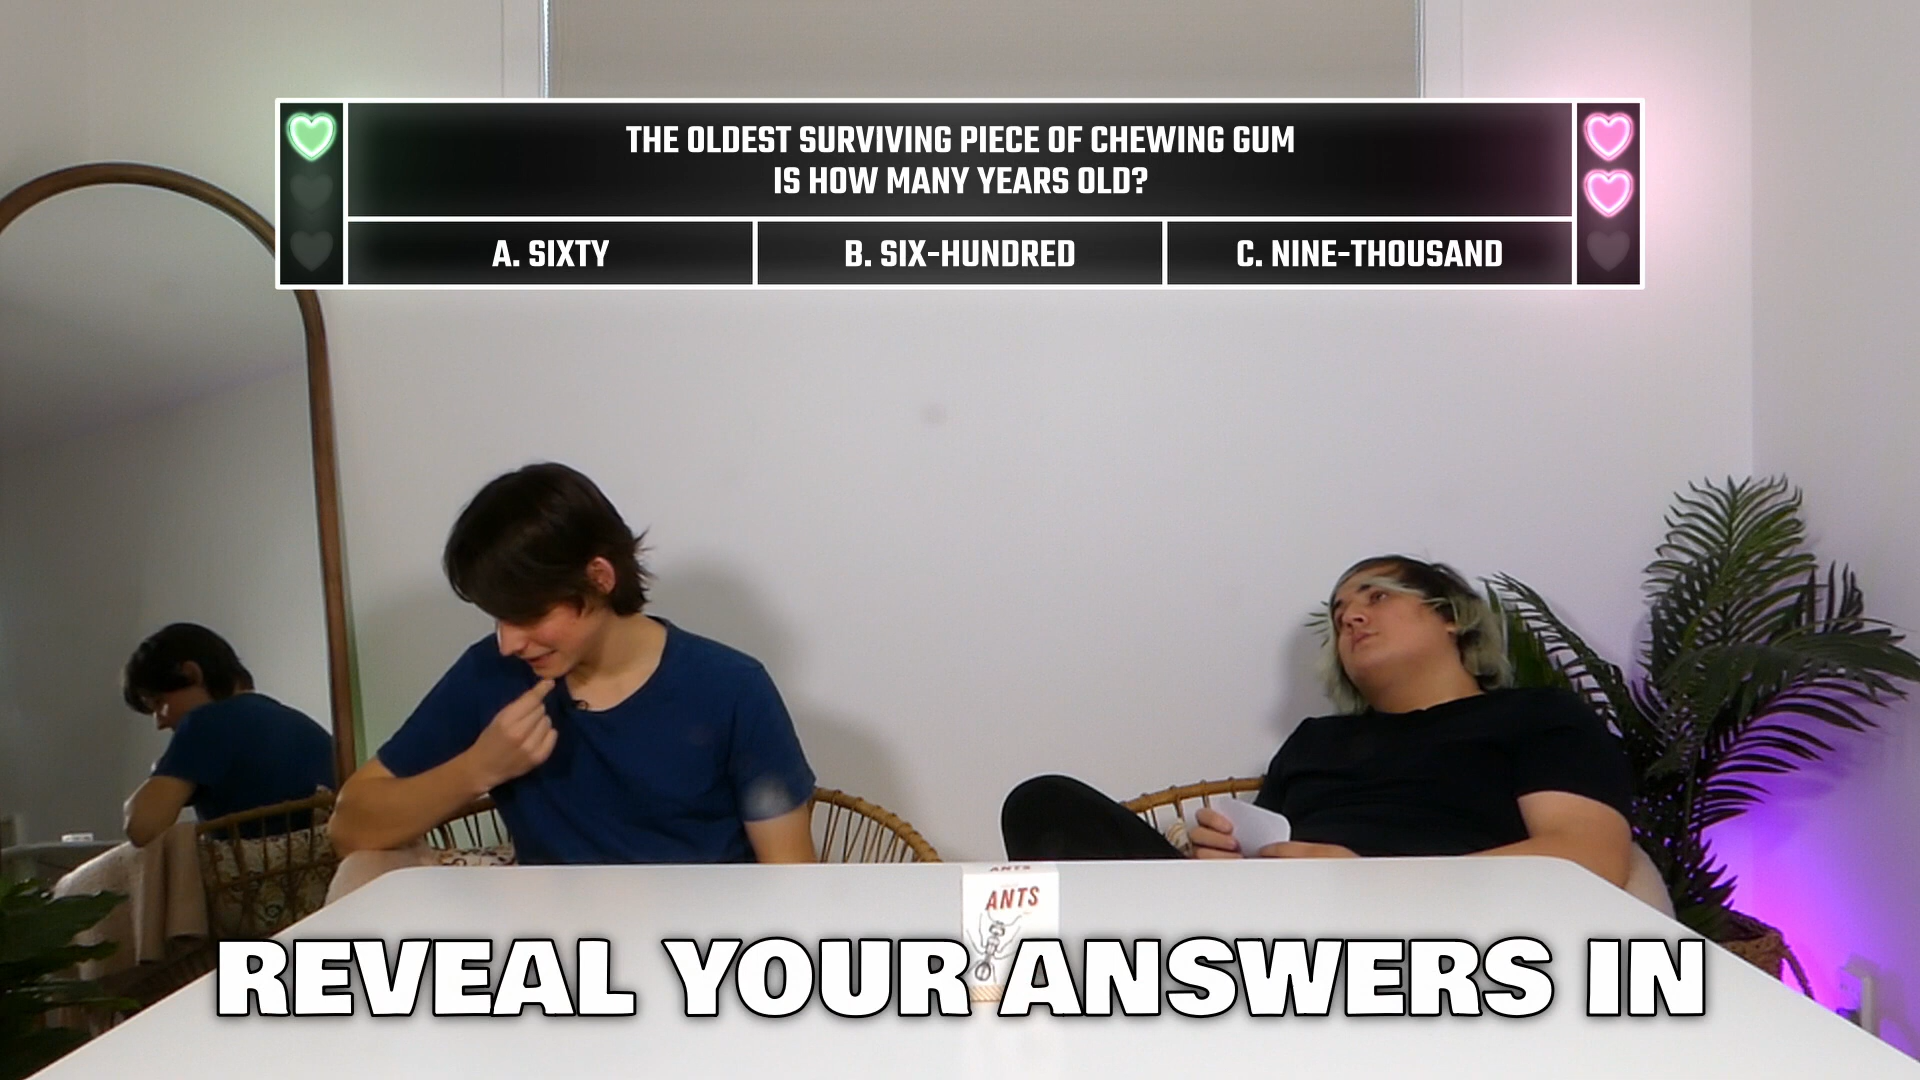 THE OLDEST SURVIVING PIECE OF CHEWING GUM
IS HOW MANY YEARS OLD?
A. SIXTY
B. SIX-HUNDRED
C. NINE-THOUSAND
ANTS
ANTS
REVEAL YOUR ANSWERS IN